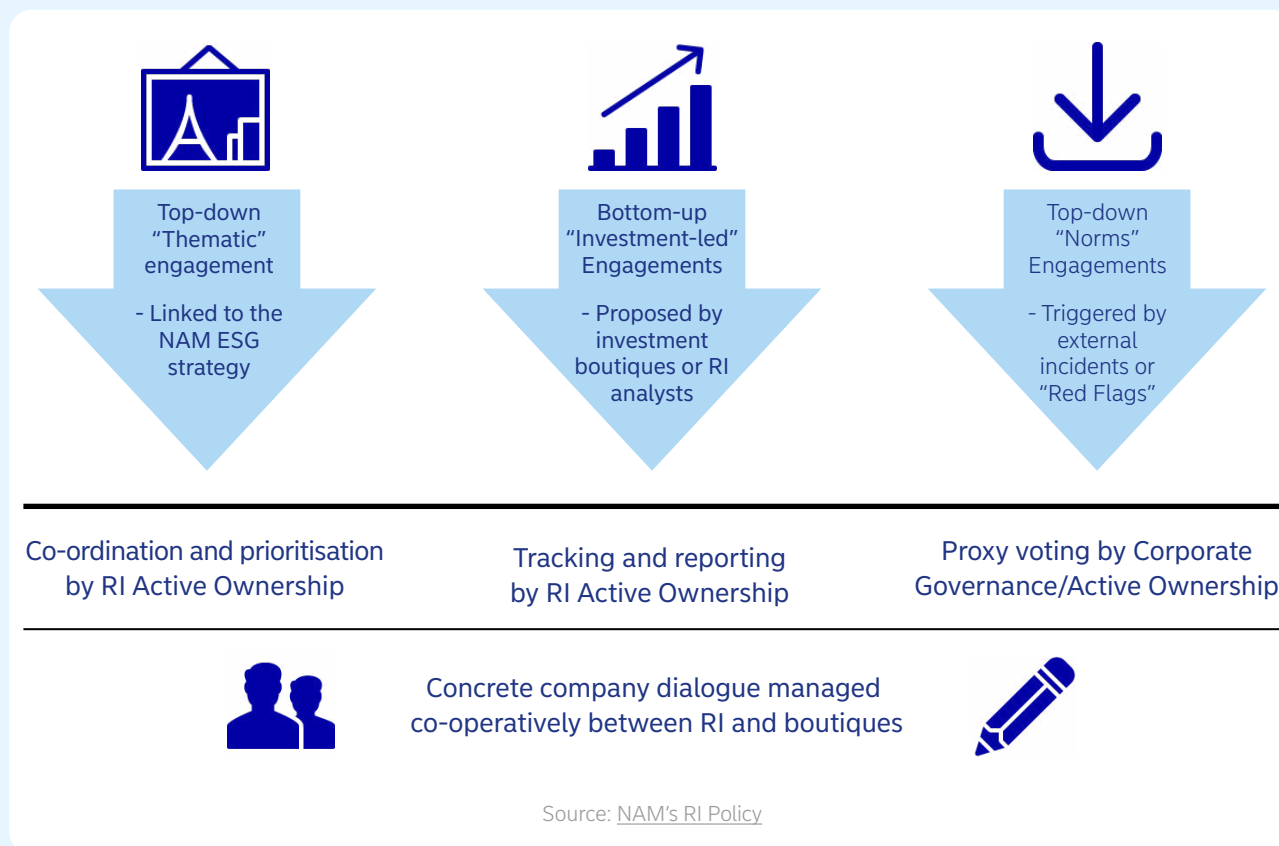 Top-down
“Thematic”
engagement
- Linked to the
NAM ESG
strategy
Bottom-up
“Investment-led”
Engagements
- Proposed by
investment
boutiques or RI
analysts
Top-down
“Norms”
Engagements
- Triggered by
external
incidents or
“Red Flags”
Co-ordination and prioritisation
by RI Active Ownership
Tracking and reporting
by RI Active Ownership
Proxy voting by Corporate
Governance/Active Ownership
Concrete company dialogue managed
co-operatively between RI and boutiques
Source: NAM’s RI Policy